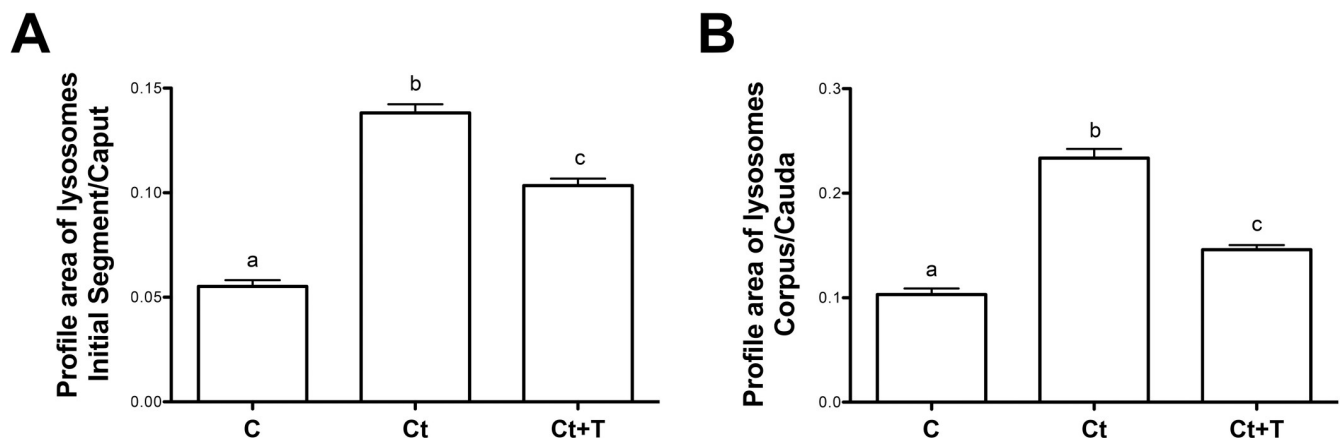 A
Profile area of lysosomes
Initial Segment/Caput
0.15
0.10
0.05
0.00
a
b
c
C
Ct
Ct+T
B
Profile area of lysosomes
Corpus/Cauda
0.3
0.2
0.1
0.0
a
b
c
C
Ct
Ct+T